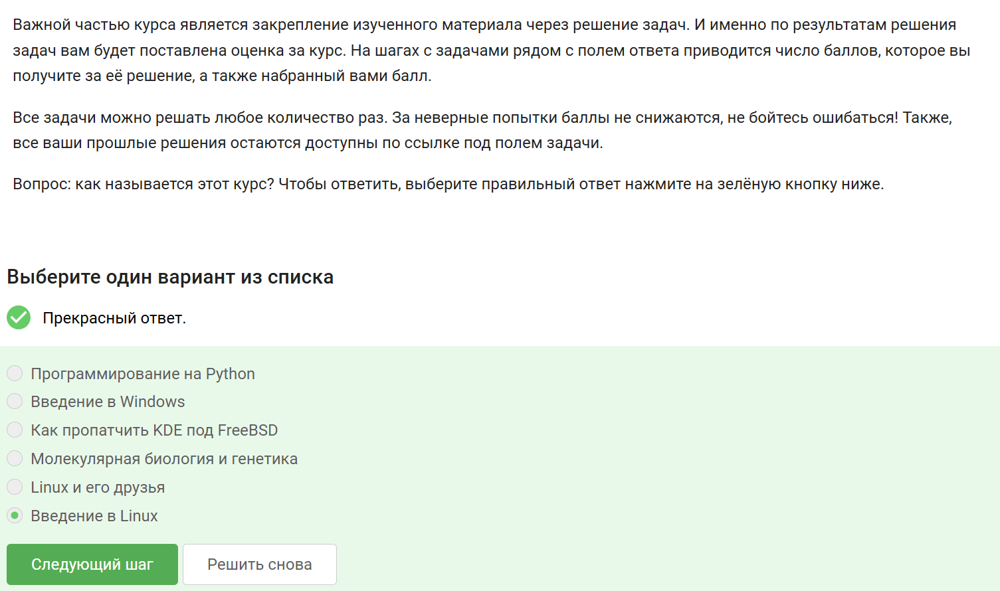 Важной частью курса является закрепление изученного материала через решение задач. И именно по результатам решения
задач вам будет поставлена оценка за курс. На шагах с задачами рядом с полем ответа приводится число баллов, которое вы
получите за её решение, а также набранный вами балл.
Все задачи можно решать любое количество раз. За неверные попытки баллы не снижаются, не бойтесь ошибаться! Также,
все ваши прошлые решения остаются доступны по ссылке под полем задачи.
Вопрос: как называется этот курс? Чтобы ответить, выберите правильный ответ нажмите на зелёную кнопку ниже.
Выберите один вариант из списка
Прекрасный ответ.
Программирование на Python
Введение в Windows
Как пропатчить KDE под FreeBSD
Молекулярная биология и генетика
Linux и его друзья
Введение в Linux
Следующий шаг
Решить снова